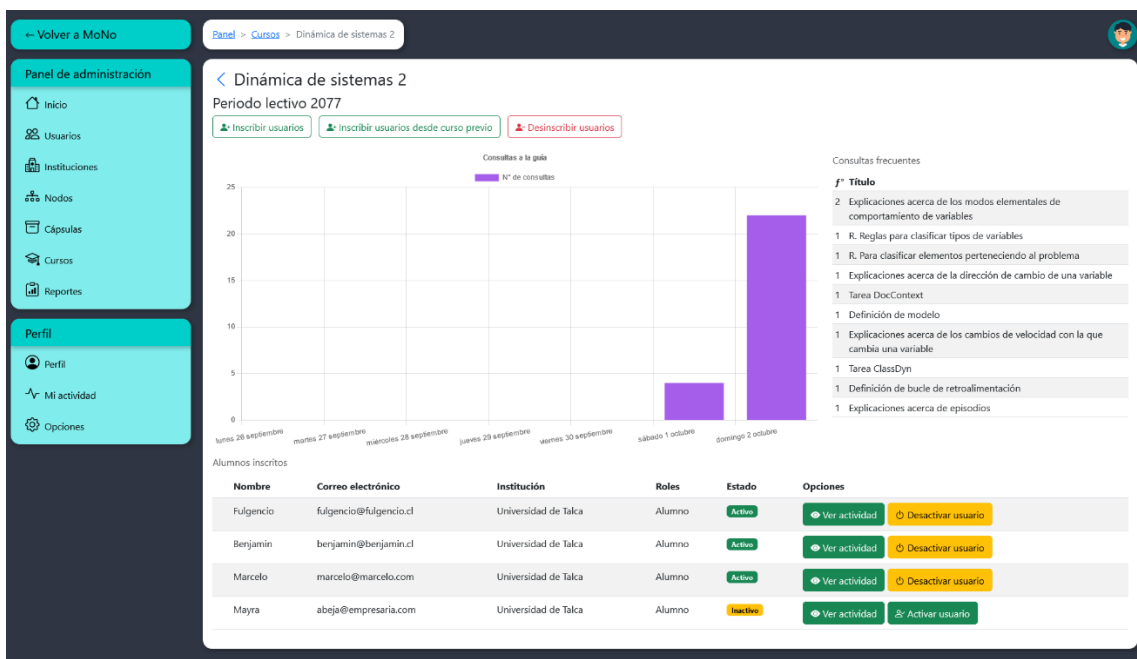 ← Volver a MoNo
Panel > Cursos > Dinámica de sistemas 2
Panel de administración
Inicio
Usuarios
Instituciones
Nodos
Cápsulas
Cursos
Reportes
Perfil
Perfil
Mi actividad
Opciones
Dinámica de sistemas 2
Periodo lectivo 2077
Inscribir usuarios
Inscribir usuarios desde curso previo
Desinscribir usuarios
Consultas a la guía
N° de consultas
25
20
15
10
5
0
lunes 26 septiembre
martes 27 septiembre
miércoles 28 septiembre
jueves 29 septiembre
viernes 30 septiembre
sábado 1 octubre
domingo 2 octubre
Consultas frecuentes
f° Título
2 Explicaciones acerca de los modos elementales de
comportamiento de variables
1 R. Reglas para clasificar tipos de variables
1 R. Para clasificar elementos perteneciendo al problema
1 Explicaciones acerca de la dirección de cambio de una variable
1 Tarea DocContext
1 Definición de modelo
1 Explicaciones acerca de los cambios de velocidad con la que
cambia una variable
1 Tarea ClassDyn
1 Definición de bucle de retroalimentación
1 Explicaciones acerca de episodios
Alumnos inscritos
Nombre Correo electrónico Institución Roles Estado Opciones
Fulgencio fulgencio@fulgencio.cl Universidad de Talca Alumno Activo Ver actividad Desactivar usuario
Benjamin benjamin@benjamin.cl Universidad de Talca Alumno Activo Ver actividad Desactivar usuario
Marcelo marcelo@marcelo.com Universidad de Talca Alumno Activo Ver actividad Desactivar usuario
Mayra abeja@empresaria.com Universidad de Talca Alumno Inactivo Ver actividad Activar usuario